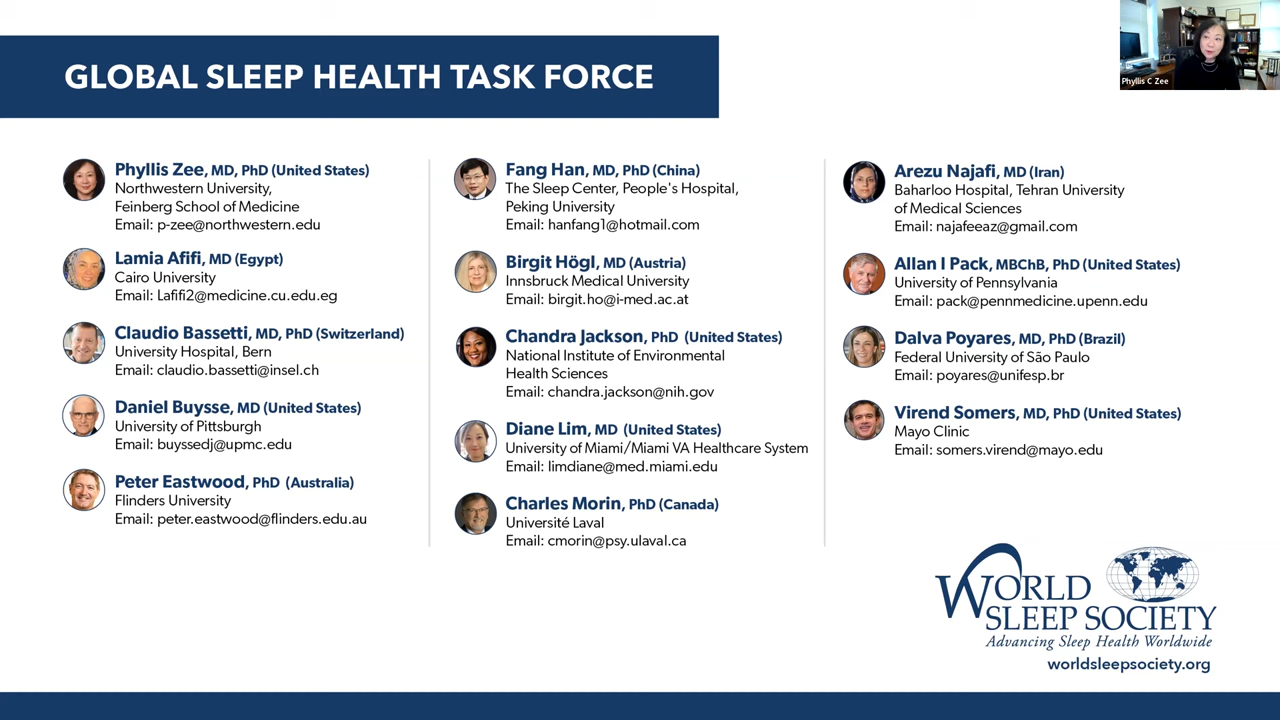 GLOBAL SLEEP HEALTH TASK FORCE
Phyllis C Zee
Phyllis Zee, MD, PhD (United States)
Northwestern University,
Feinberg School of Medicine
Email: p-zee@northwestern.edu
Lamia Afifi, MD (Egypt)
Cairo University
Email: Lafifi2@medicine.cu.edu.eg
Claudio Bassetti, MD, PhD (Switzerland)
University Hospital, Bern
Email: claudio.bassetti@insel.ch
Daniel Buysse, MD (United States)
University of Pittsburgh
Email: buyssedj@upmc.edu
Peter Eastwood, PhD (Australia)
Flinders University
Email: peter.eastwood@flinders.edu.au
Fang Han, MD, PhD (China)
The Sleep Center, People's Hospital,
Peking University
Email: hanfang1@hotmail.com
Birgit Högl, MD (Austria)
Innsbruck Medical University
Email: birgit.ho@i-med.ac.at
Chandra Jackson, PhD (United States)
National Institute of Environmental
Health Sciences
Email: chandra.jackson@nih.gov
Diane Lim, MD (United States)
University of Miami/Miami VA Healthcare System
Email: limdiane@med.miami.edu
Charles Morin, PhD (Canada)
Université Laval
Email: cmorin@psy.ulaval.ca
Arezu Najafi, MD (Iran)
Baharloo Hospital, Tehran University
of Medical Sciences
Email: najafeeaz@gmail.com
Allan I Pack, MBChB, PhD (United States)
University of Pennsylvania
Email: pack@pennmedicine.upenn.edu
Dalva Poyares, MD, PhD (Brazil)
Federal University of São Paulo
Email: poyares@unifesp.br
Virend Somers, MD, PhD (United States)
Mayo Clinic
Email: somers.virend@mayo.edu
WORLD
SLEEP SOCIETY
Advancing Sleep Health Worldwide
worldsleepsociety.org